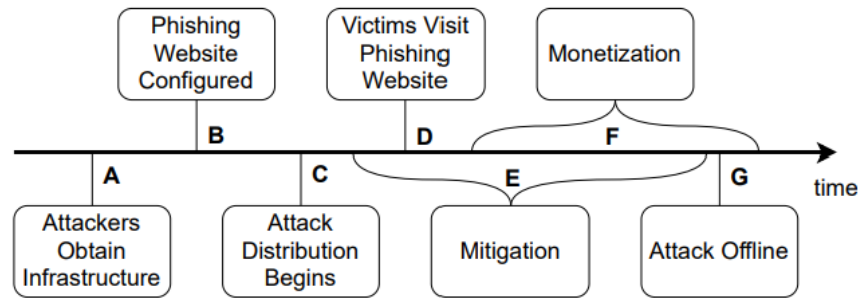 Phishing
Website
Configured
Victims Visit
Phishing
Website
Monetization
B
D
F
A
C
E
G
time
Attackers
Obtain
Infrastructure
Attack
Distribution
Begins
Mitigation
Attack Offline